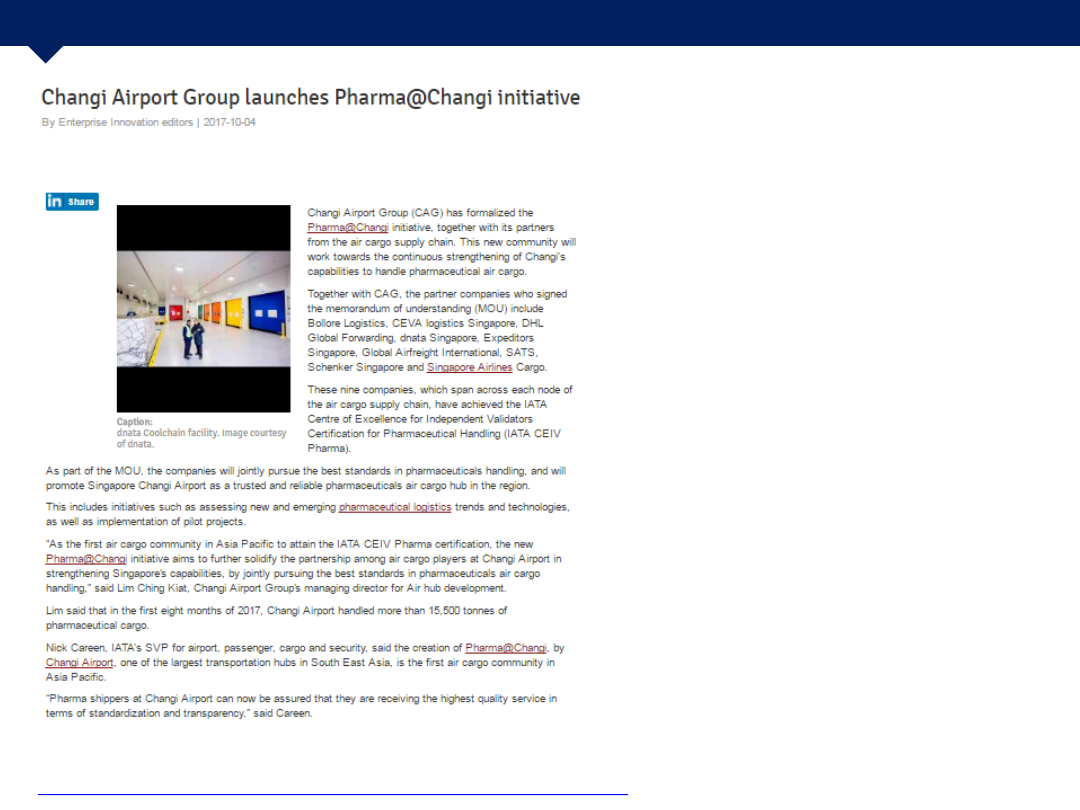 Changi Airport Group launches Pharma@Changi initiative
By Enterprise Innovation editors | 2017-10-04
in Share
Changi Airport Group (CAG) has formalized the
Pharma@Changi initiative, together with its partners
from the air cargo supply chain. This new community will
work towards the continuous strengthening of Changi's
capabilities to handle pharmaceutical air cargo.
Together with CAG, the partner companies who signed
the memorandum of understanding (MOU) include
Bollore Logistics, CEVA logistics Singapore, DHL
Global Forwarding, dnata Singapore, Expeditors
Singapore, Global Airfreight International, SATS,
Schenker Singapore and Singapore Airlines Cargo.
These nine companies, which span across each node of
the air cargo supply chain, have achieved the IATA
Centre of Excellence for Independent Validators
Certification for Pharmaceutical Handling (IATA CEIV
Pharma).
Caption:
dnata Coolchain facility. Image courtesy
of dnata.
As part of the MOU, the companies will jointly pursue the best standards in pharmaceuticals handling, and will
promote Singapore Changi Airport as a trusted and reliable pharmaceuticals air cargo hub in the region.
This includes initiatives such as assessing new and emerging pharmaceutical logistics trends and technologies,
as well as implementation of pilot projects.
“As the first air cargo community in Asia Pacific to attain the IATA CEIV Pharma certification, the new
Pharma@Changi initiative aims to further solidify the partnership among air cargo players at Changi Airport in
strengthening Singapore's capabilities, by jointly pursuing the best standards in pharmaceuticals air cargo
handling,” said Lim Ching Kiat, Changi Airport Group's managing director for Air hub development.
Lim said that in the first eight months of 2017, Changi Airport handled more than 15,500 tonnes of
pharmaceutical cargo.
Nick Careen, IATA's SVP for airport, passenger, cargo and security, said the creation of Pharma@Changi, by
Changi Airport, one of the largest transportation hubs in South East Asia, is the first air cargo community in
Asia Pacific.
“Pharma shippers at Changi Airport can now be assured that they are receiving the highest quality service in
terms of standardization and transparency,” said Careen.